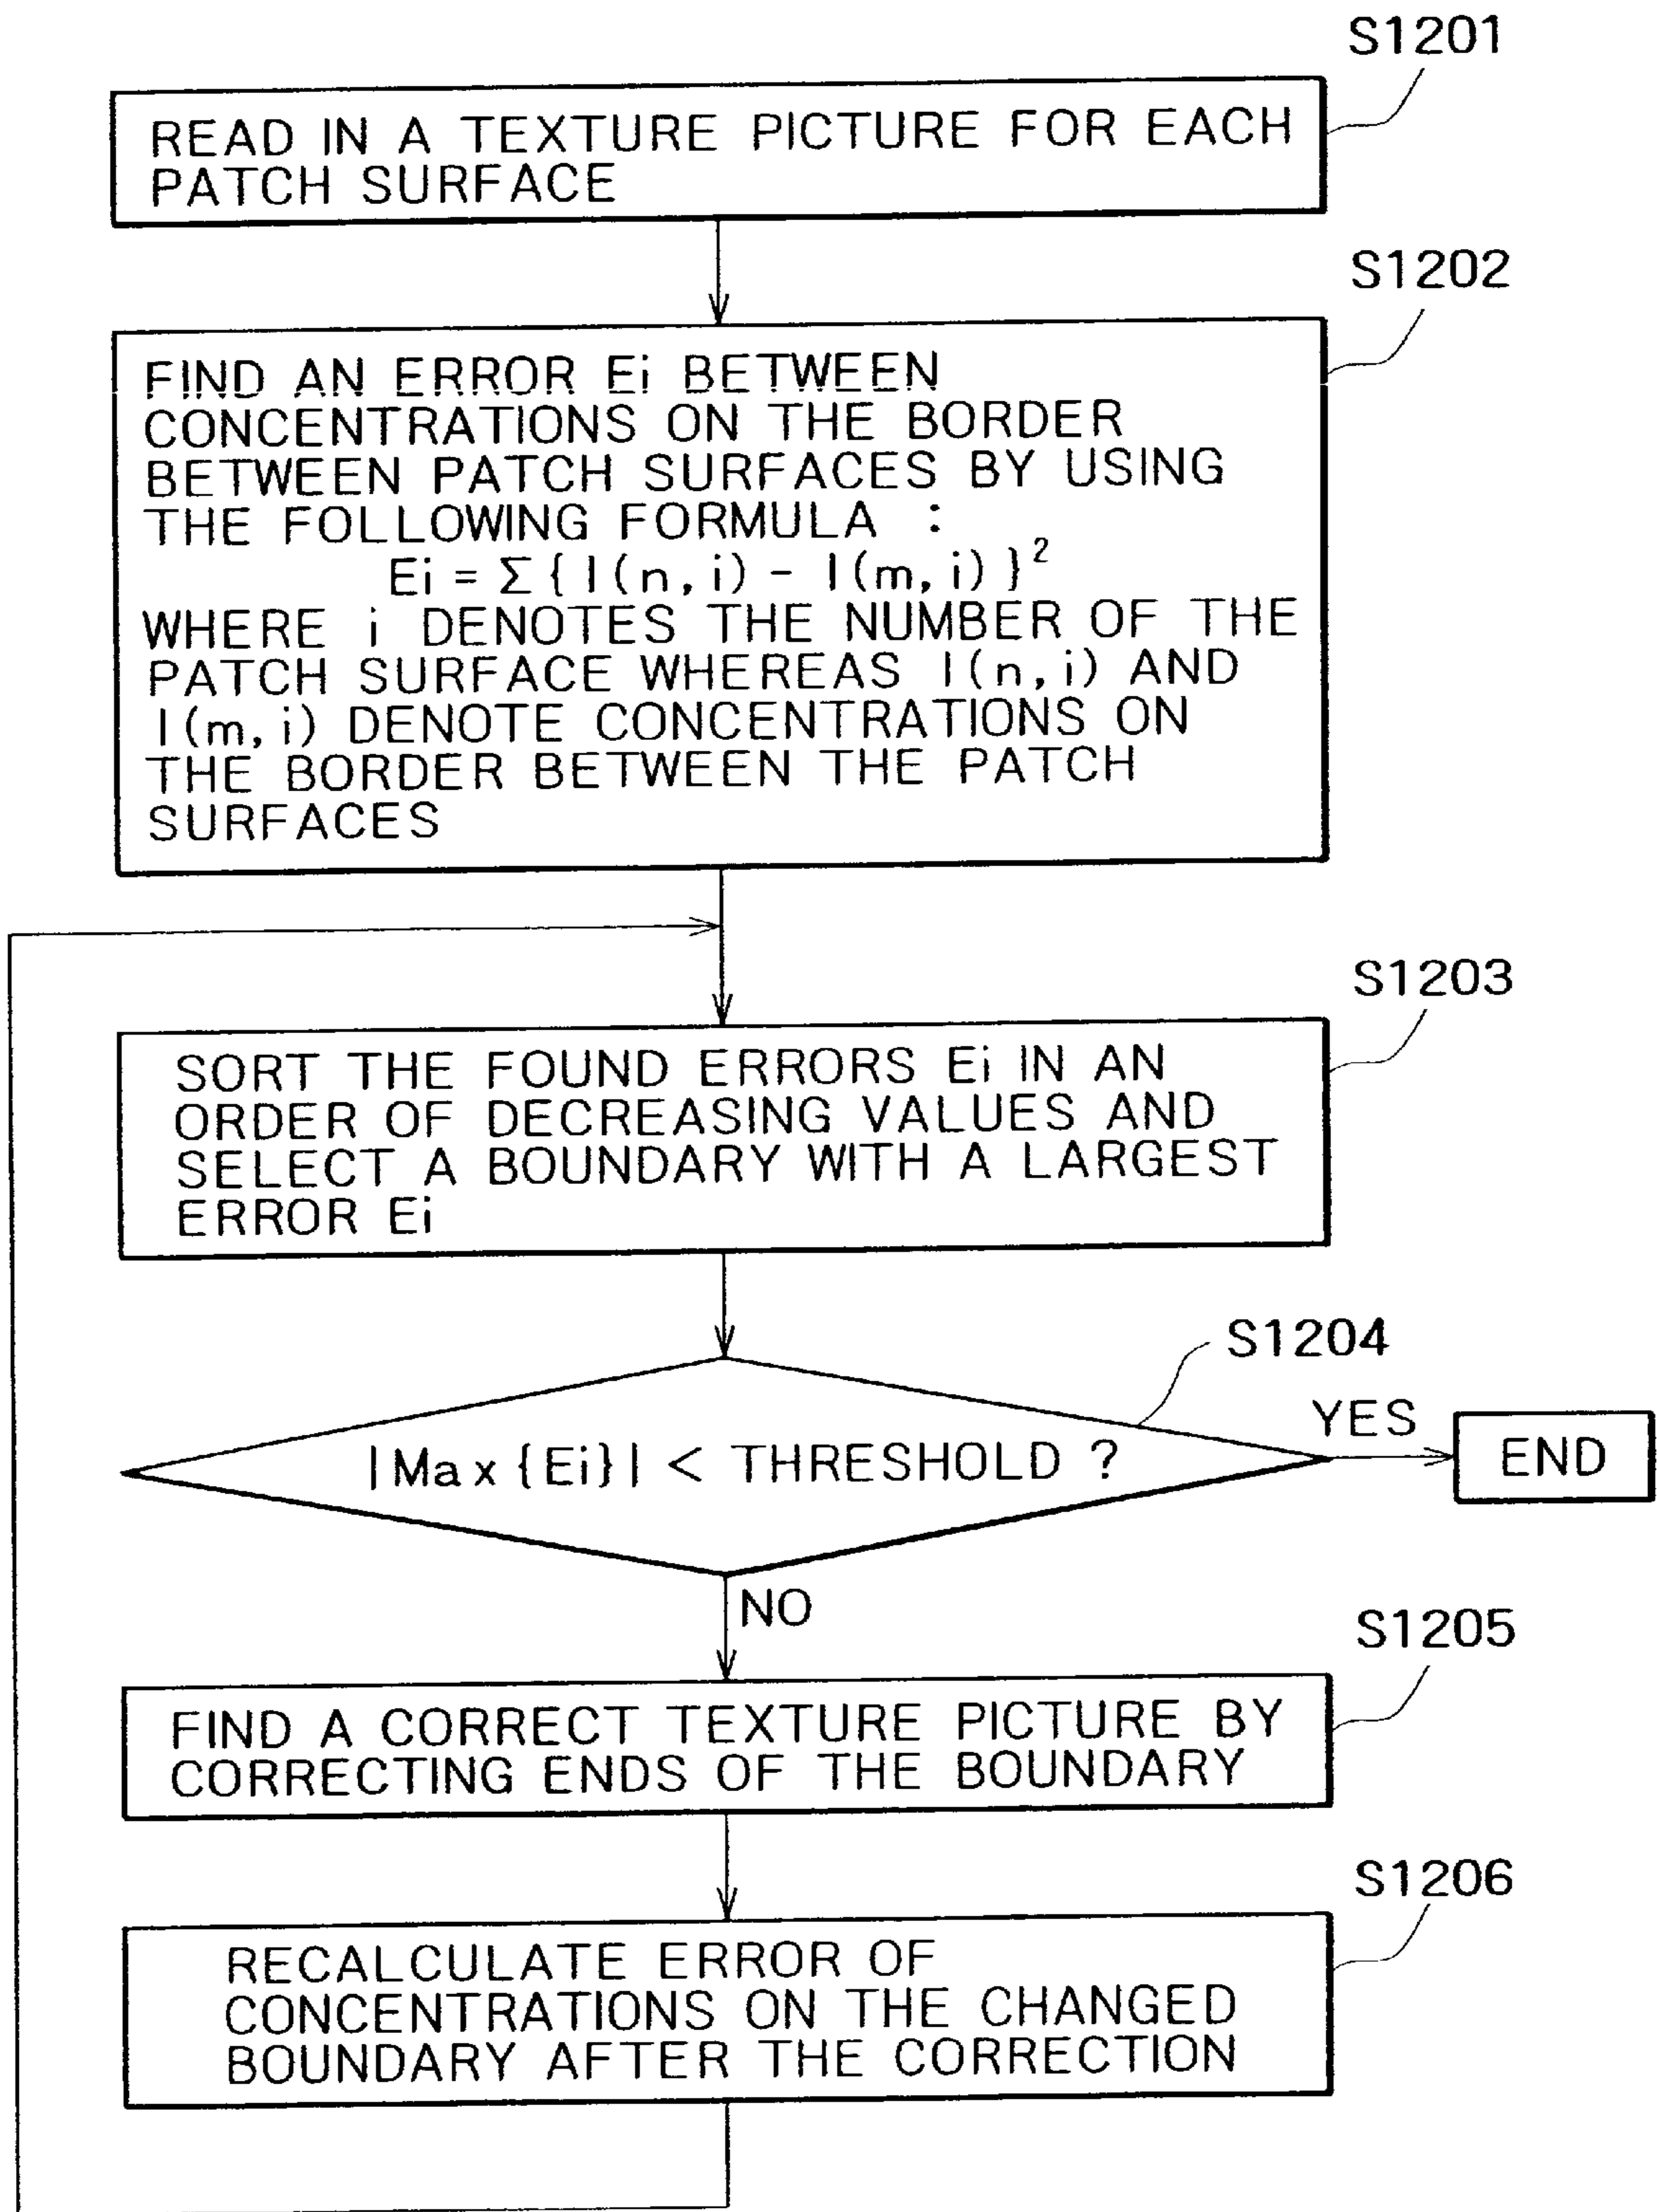 S1201
READ IN A TEXTURE PICTURE FOR EACH
PATCH SURFACE
S1202
FIND AN ERROR Ei BETWEEN
CONCENTRATIONS ON THE BORDER
BETWEEN PATCH SURFACES BY USING
THE FOLLOWING FORMULA :
Ei = Σ{I(n,i) - I(m,i)}²
WHERE i DENOTES THE NUMBER OF THE
PATCH SURFACE WHEREAS I(n,i) AND
I(m,i) DENOTE CONCENTRATIONS ON
THE BORDER BETWEEN THE PATCH
SURFACES
S1203
SORT THE FOUND ERRORS Ei IN AN
ORDER OF DECREASING VALUES AND
SELECT A BOUNDARY WITH A LARGEST
ERROR Ei
S1204
|Max{Ei}| < THRESHOLD ?
YES
END
NO
S1205
FIND A CORRECT TEXTURE PICTURE BY
CORRECTING ENDS OF THE BOUNDARY
S1206
RECALCULATE ERROR OF
CONCENTRATIONS ON THE CHANGED
BOUNDARY AFTER THE CORRECTION